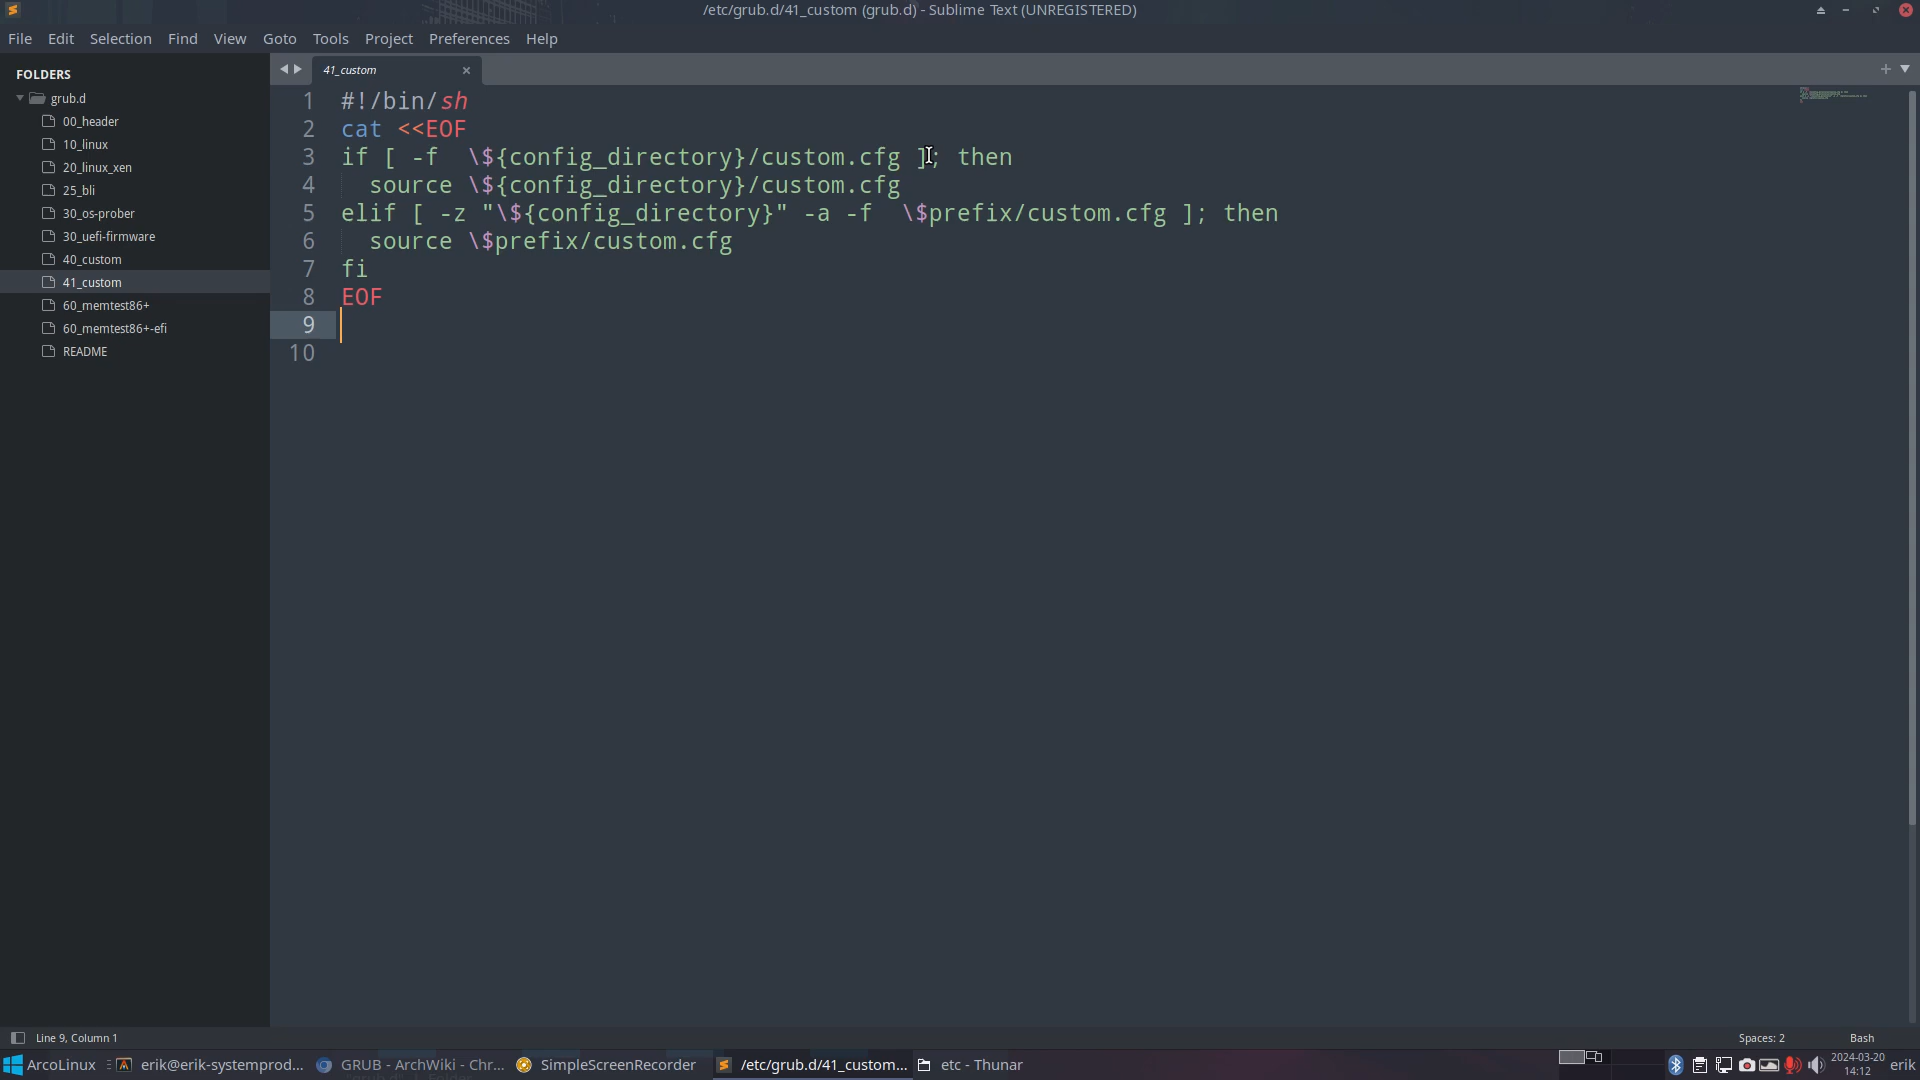 /etc/grub.d/41_custom (grub.d) - Sublime Text (UNREGISTERED)
File Edit Selection Find View Goto Tools Project Preferences Help
FOLDERS
grub.d
00_header
10_linux
20_linux_xen
25_bli
30_os-prober
30_uefi-firmware
40_custom
41_custom
60_memtest86+
60_memtest86+-efi
README
41_custom
1 #!/bin/sh
2 cat <<EOF
3 if [ -f  \${config_directory}/custom.cfg ]; then
4   source \${config_directory}/custom.cfg
5 elif [ -z "\${config_directory}" -a -f  \$prefix/custom.cfg ]; then
6   source \$prefix/custom.cfg
7 fi
8 EOF
9
10
Line 9, Column 1
Spaces: 2
Bash
ArcoLinux
erik@erik-systemprod...
GRUB - ArchWiki - Chr...
SimpleScreenRecorder
/etc/grub.d/41_custom...
etc - Thunar
2024-03-20
14:12
erik